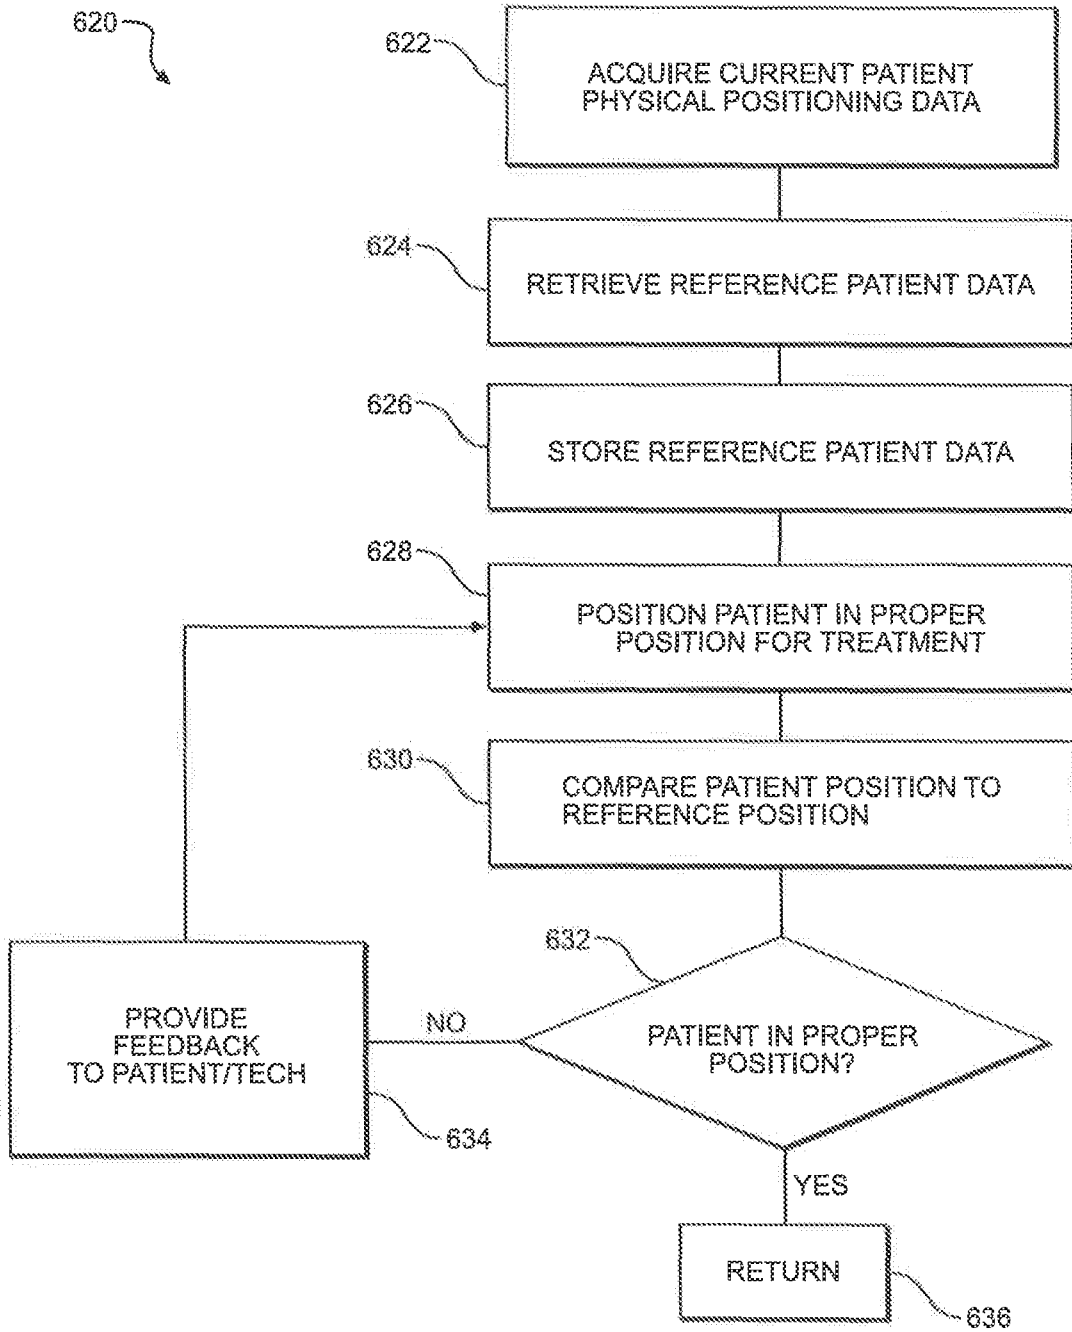 620
622
ACQUIRE CURRENT PATIENT
PHYSICAL POSITIONING DATA
624
RETRIEVE REFERENCE PATIENT DATA
626
STORE REFERENCE PATIENT DATA
628
POSITION PATIENT IN PROPER
POSITION FOR TREATMENT
630
COMPARE PATIENT POSITION TO
REFERENCE POSITION
632
PATIENT IN PROPER
POSITION?
NO
PROVIDE
FEEDBACK
TO PATIENT/TECH
634
YES
RETURN
636